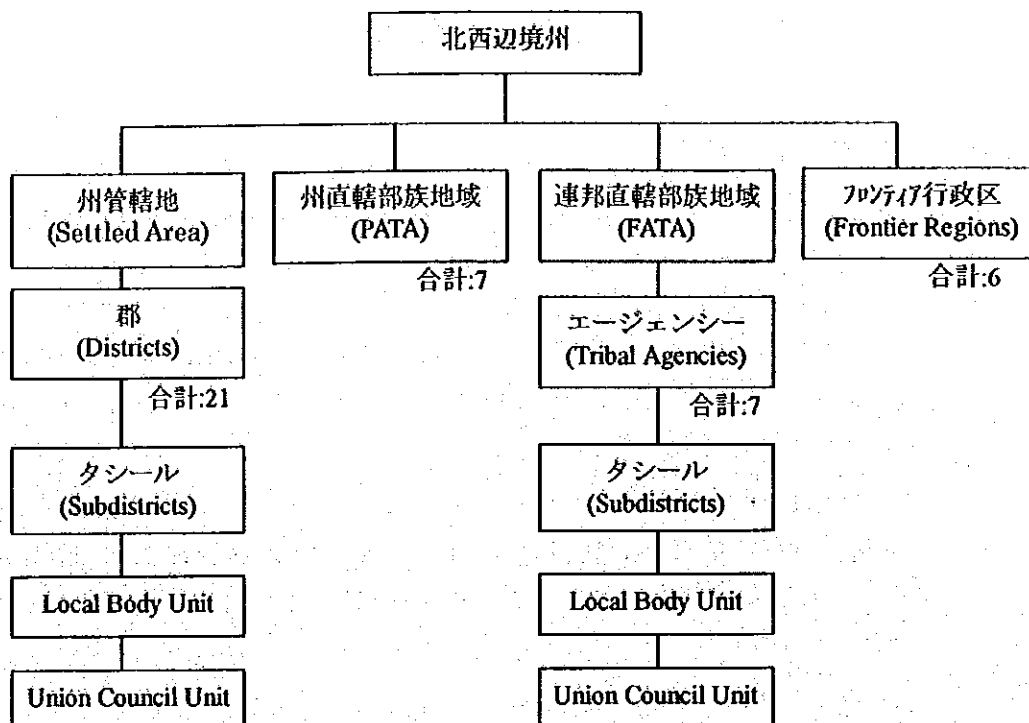 北西辺境州
州管轄地
(Settled Area)
州直轄部族地域
(PATA)
合計:7
連邦直轄部族地域
(FATA)
フロンティア行政区
(Frontier Regions)
合計:6
郡
(Districts)
合計:21
エージェンシー
(Tribal Agencies)
合計:7
タシール
(Subdistricts)
タシール
(Subdistricts)
Local Body Unit
Local Body Unit
Union Council Unit
Union Council Unit